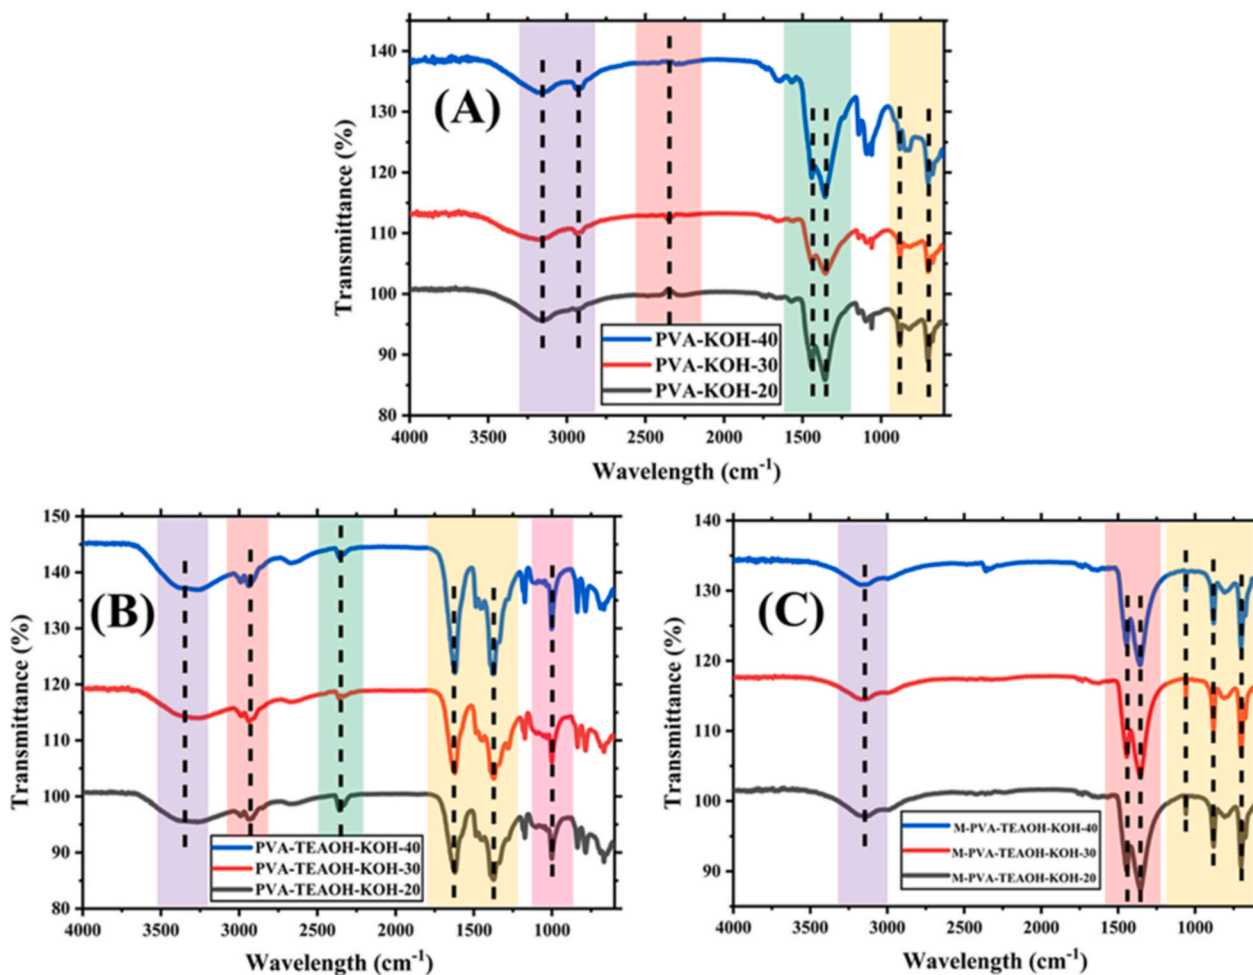 (A)
Transmittance (%)
140
130
120
110
100
90
80
PVA-KOH-40
PVA-KOH-30
PVA-KOH-20
4000 3500 3000 2500 2000 1500 1000
Wavelength (cm-1)
(B)
Transmittance (%)
150
140
130
120
110
100
90
80
PVA-TEAOH-KOH-40
PVA-TEAOH-KOH-30
PVA-TEAOH-KOH-20
4000 3500 3000 2500 2000 1500 1000
Wavelength (cm-1)
(C)
Transmittance (%)
140
130
120
110
100
90
M-PVA-TEAOH-KOH-40
M-PVA-TEAOH-KOH-30
M-PVA-TEAOH-KOH-20
4000 3500 3000 2500 2000 1500 1000
Wavelength (cm-1)